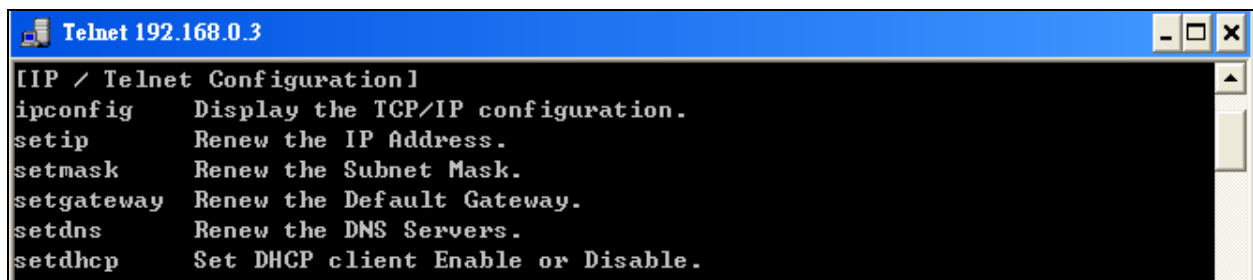 Telnet 192.168.0.3
[IP / Telnet Configuration]
ipconfig Display the TCP/IP configuration.
setip Renew the IP Address.
setmask Renew the Subnet Mask.
setgateway Renew the Default Gateway.
setdns Renew the DNS Servers.
setdhcp Set DHCP client Enable or Disable.